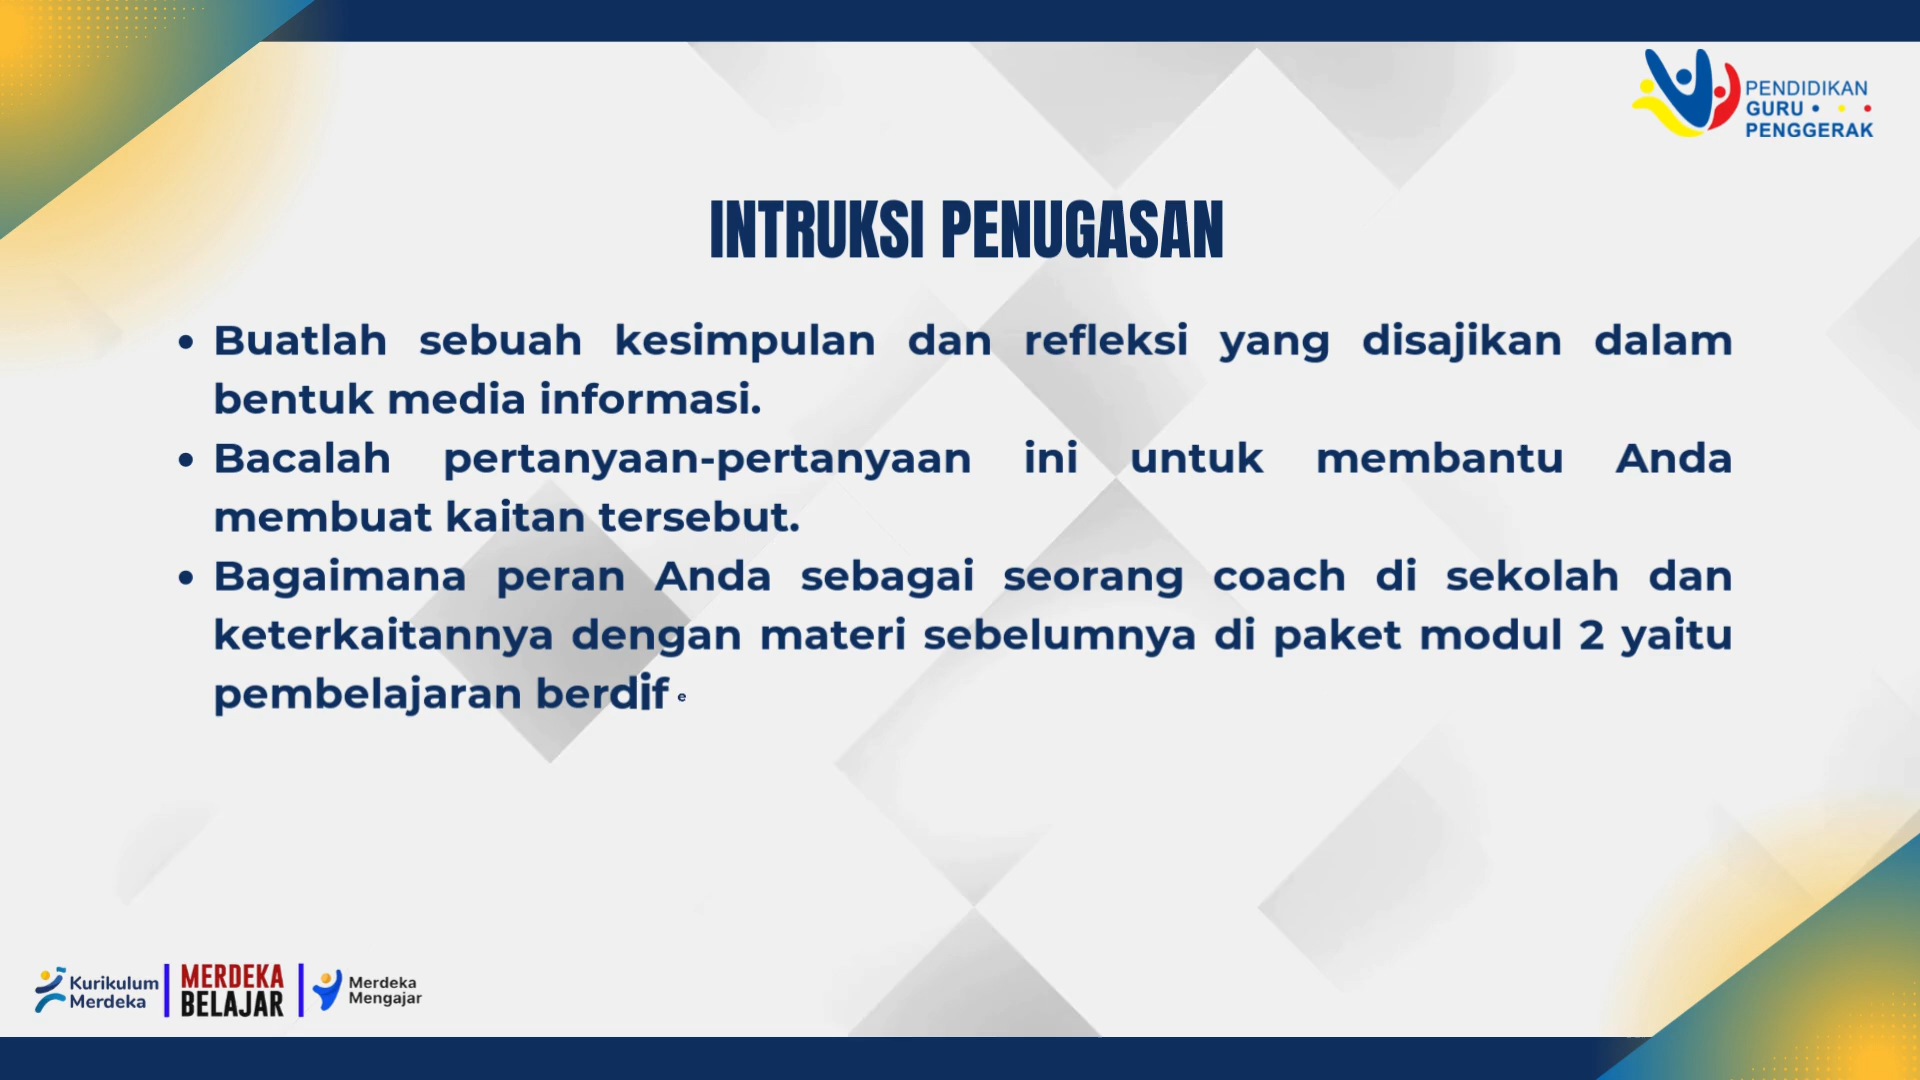 PENDIDIKAN
GURU
PENGGERAK
INTRUKSI PENUGASAN
• Buatlah sebuah kesimpulan dan refleksi yang disajikan dalam
bentuk media informasi.
• Bacalah pertanyaan-pertanyaan ini untuk membantu Anda
membuat kaitan tersebut.
• Bagaimana peran Anda sebagai seorang coach di sekolah dan
keterkaitannya dengan materi sebelumnya di paket modul 2 yaitu
pembelajaran berdife
Kurikulum
Merdeka
MERDEKA
BELAJAR
Merdeka
Mengajar